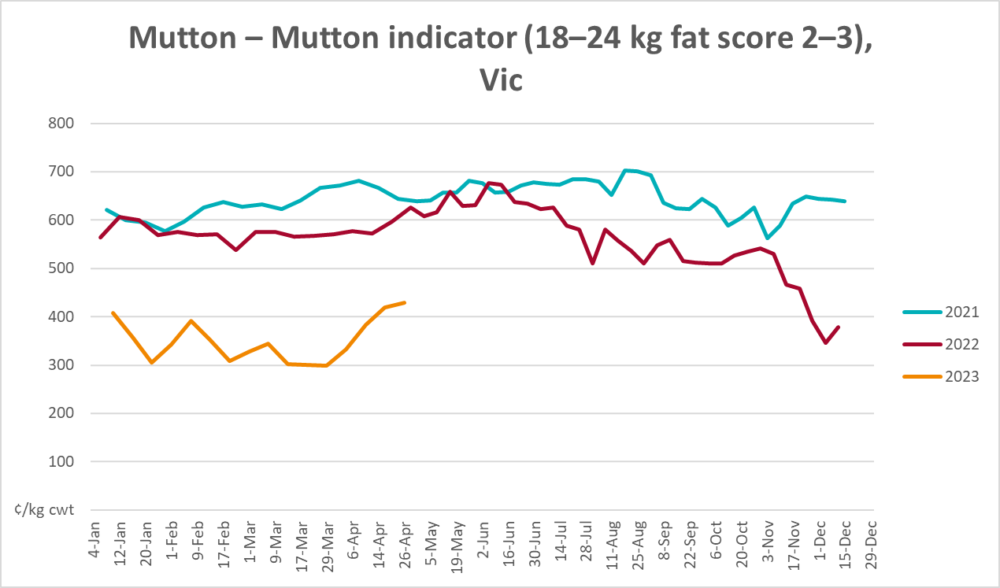 Mutton – Mutton indicator (18–24 kg fat score 2–3),
Vic
800
700
600
500
400
300
200
100
¢/kg cwt
4-Jan
12-Jan
20-Jan
1-Feb
9-Feb
17-Feb
1-Mar
9-Mar
17-Mar
29-Mar
6-Apr
14-Apr
26-Apr
5-May
19-May
2-Jun
16-Jun
30-Jun
14-Jul
28-Jul
11-Aug
25-Aug
8-Sep
22-Sep
6-Oct
20-Oct
3-Nov
17-Nov
1-Dec
15-Dec
29-Dec
2021
2022
2023